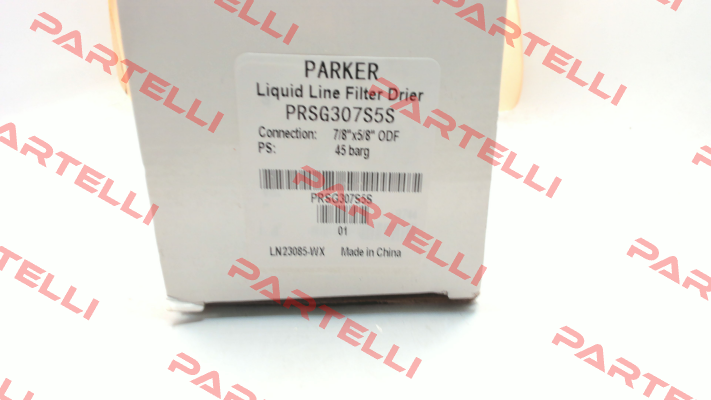 PARKER
Liquid Line Filter Drier
PRSG307S5S
Connection: 7/8"x5/8" ODF
PS: 45 barg
PRSG307S5S
01
LN23085-WX Made in China
PARTELLI
PARTELLI
PARTELLI
PARTELLI
PARTELLI
PARTELLI
PARTELLI
PARTELLI
PARTELLI
PARTELLI
PARTELLI